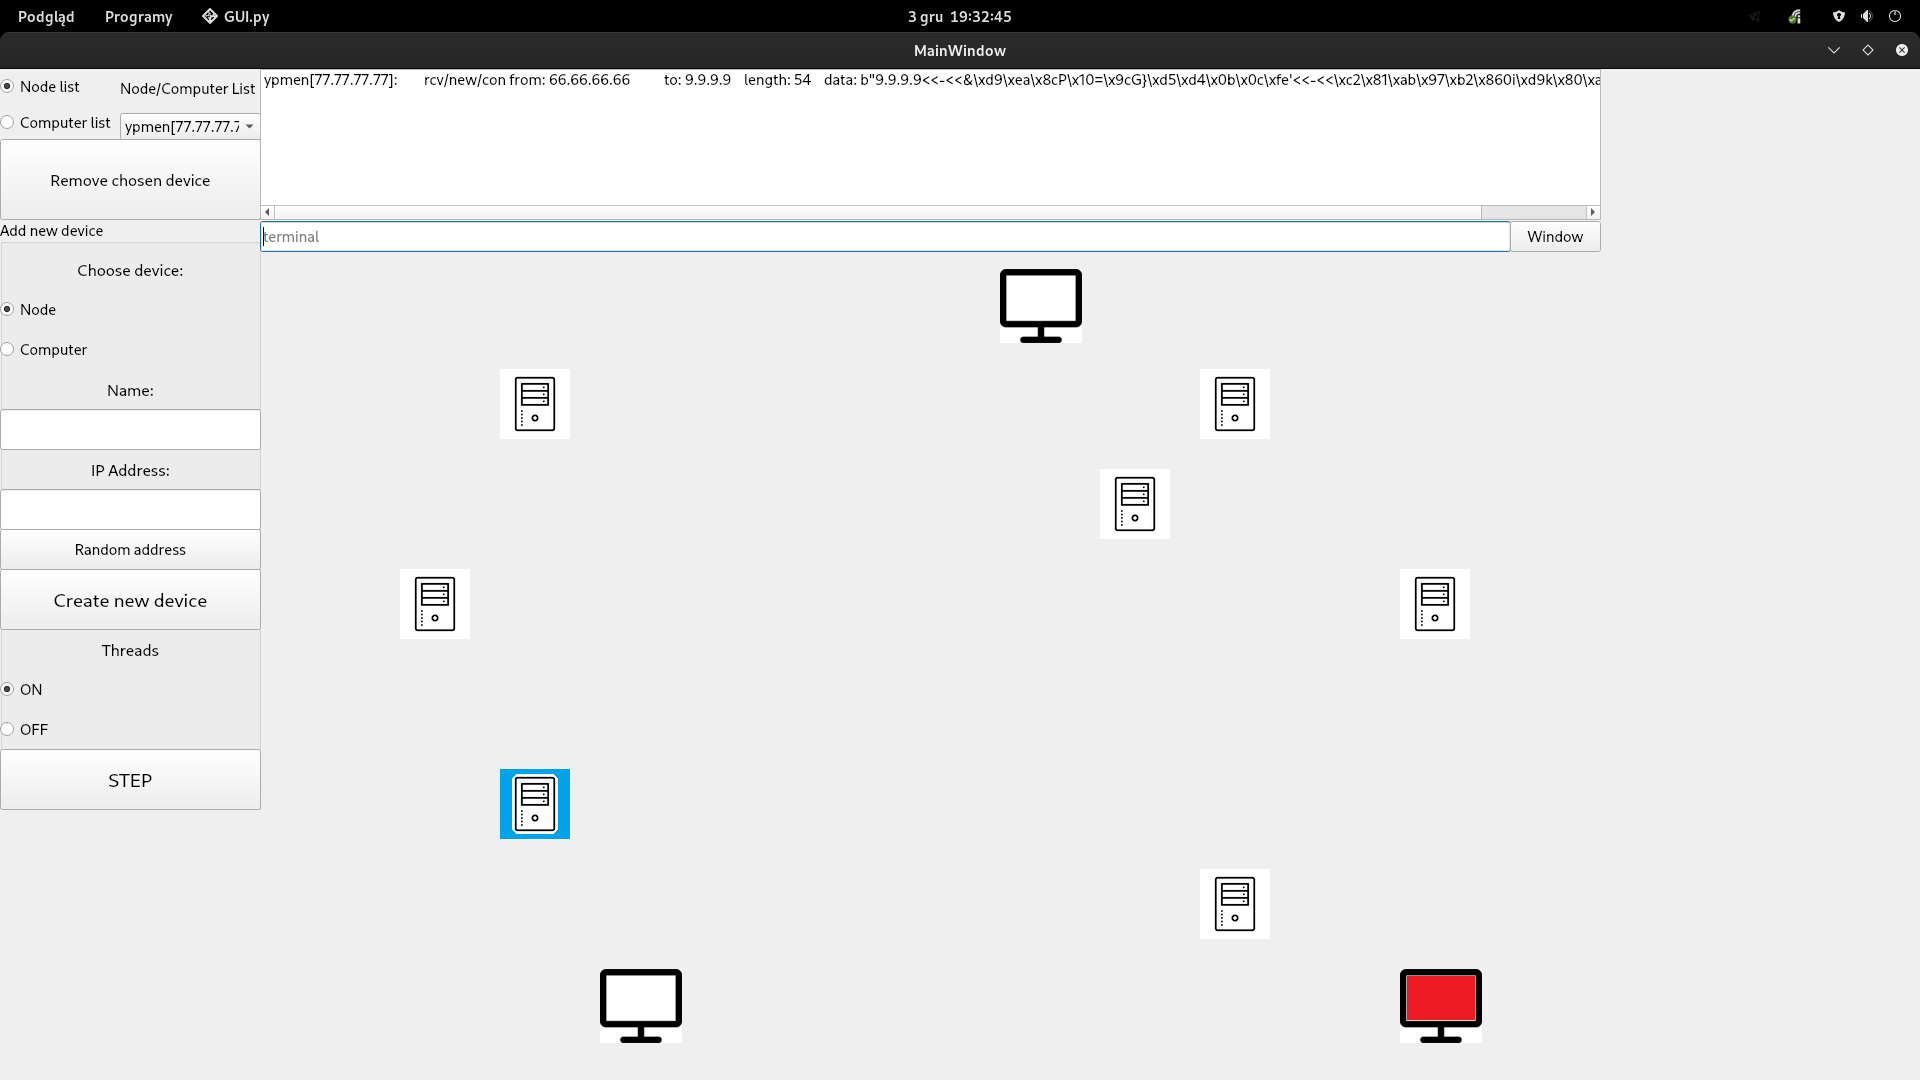 Podgląd Programy GUI.py 3 gru 19:32:45
MainWindow
Node list
Node/Computer List
Computer list
ypmen[77.77.77.7
Remove chosen device
ypmen[77.77.77.77]: rcv/new/con from: 66.66.66.66 to: 9.9.9.9 length: 54 data: b"9.9.9.9<<-<<&\xd9\xea\x8cP\x10=\x9cG}\xd5\xd4\x0b\x0c\xfe'<<-<<\xc2\x81\xab\x97\xb2\x860i\xd9k\x80\xa
terminal
Window
Add new device
Choose device:
Node
Computer
Name:
IP Address:
Random address
Create new device
Threads
ON
OFF
STEP